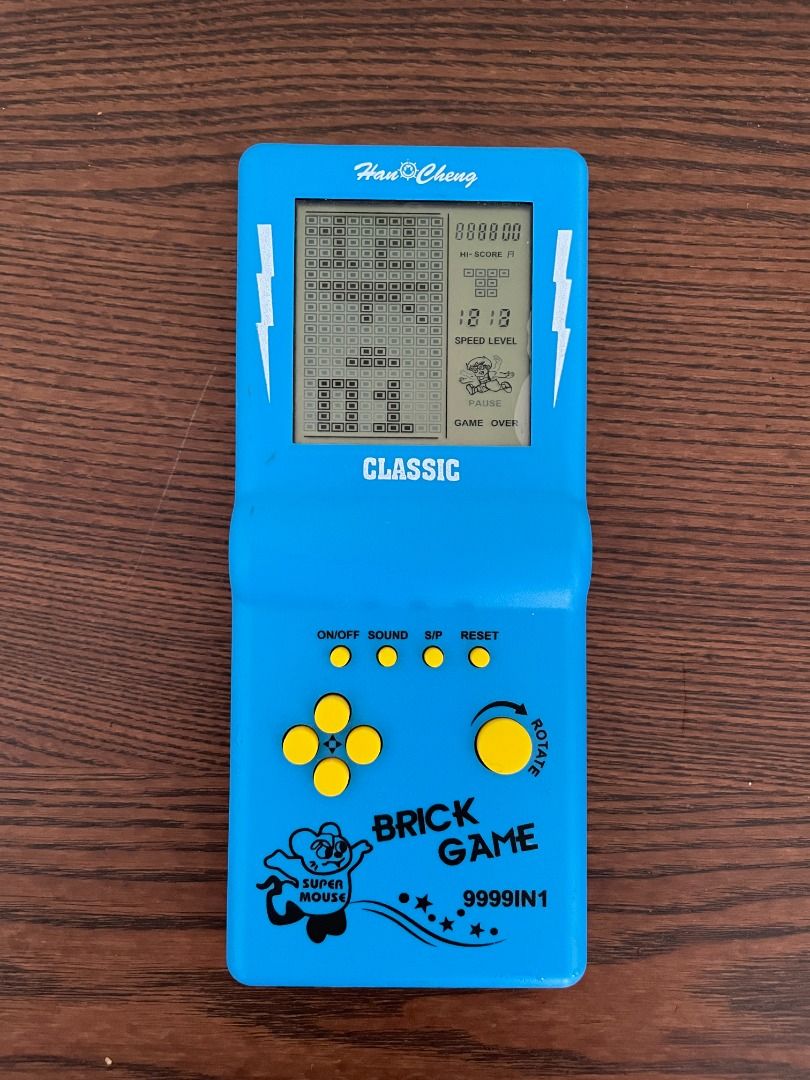 Han Cheng
888800
HI-SCORE
1818
SPEED LEVEL
PAUSE
GAME OVER
CLASSIC
ON/OFF SOUND S/P RESET
ROTATE
BRICK
GAME
SUPER
MOUSE
9999IN1